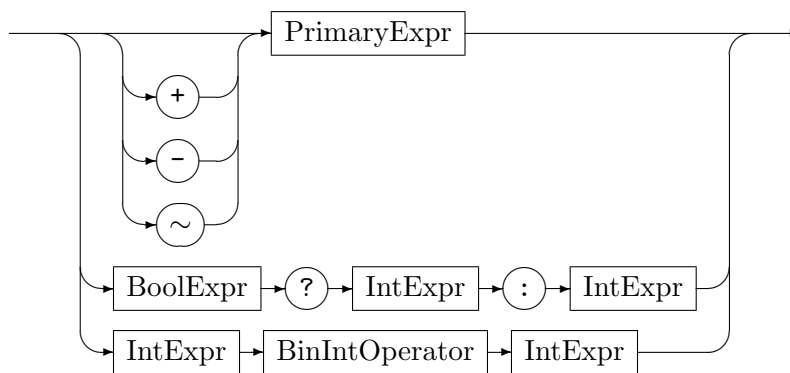 PrimaryExpr
+
-
~
BoolExpr ? IntExpr : IntExpr
IntExpr BinIntOperator IntExpr